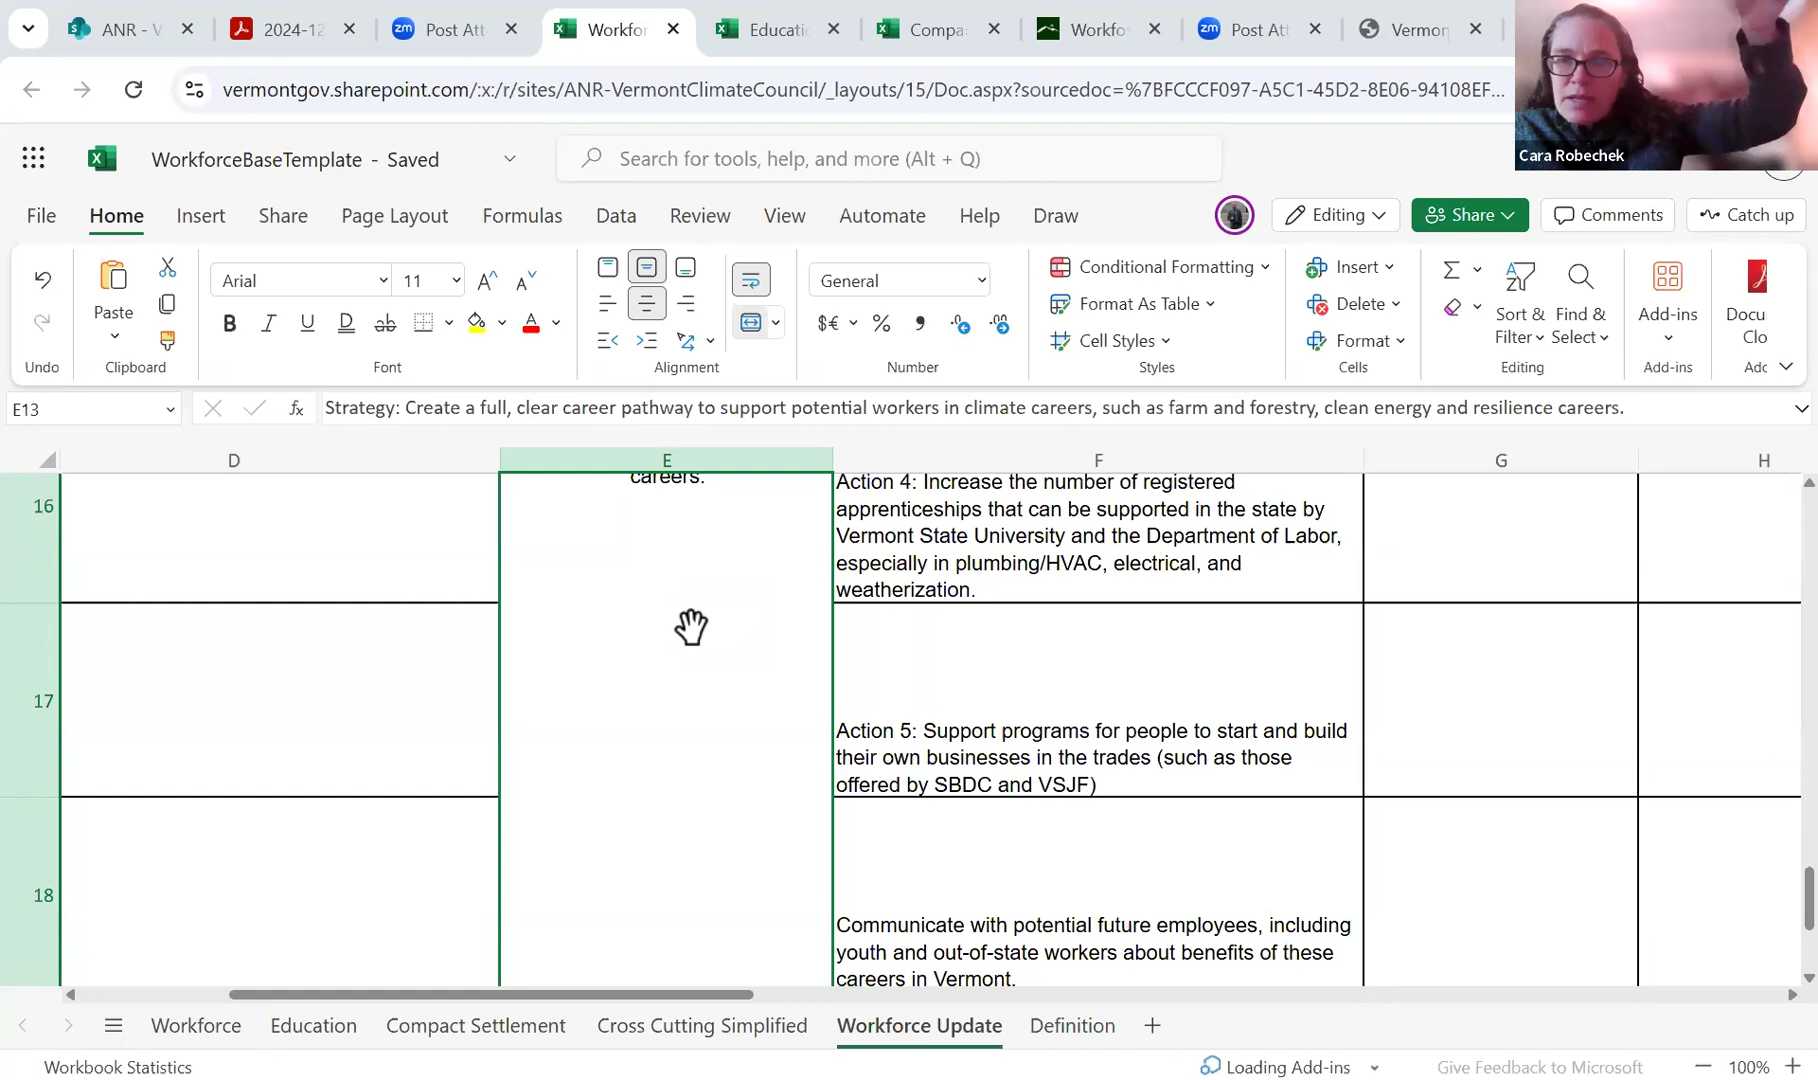 ANR - V
2024-12
Post Att
Workfor
Educatio
Compa
Workfo
Post Att
Vermon
vermontgov.sharepoint.com/:x:/r/sites/ANR-VermontClimateCouncil/_layouts/15/Doc.aspx?sourcedoc=%7BFCCCF097-A5C1-45D2-8E06-94108EF...
Cara Robechek
WorkforceBaseTemplate - Saved
Search for tools, help, and more (Alt + Q)
File Home Insert Share Page Layout Formulas Data Review View Automate Help Draw
Editing Share Comments Catch up
Arial 11
General
Conditional Formatting
Format As Table
Cell Styles
Insert
Delete
Format
Paste
Sort & Filter
Find & Select
Add-ins
Docu
Clo
Undo Clipboard Font Alignment Number Styles Cells Editing Add-ins Adc
E13
fx
Strategy: Create a full, clear career pathway to support potential workers in climate careers, such as farm and forestry, clean energy and resilience careers.
D E F G H
16
careers.
Action 4: Increase the number of registered
apprenticeships that can be supported in the state by
Vermont State University and the Department of Labor,
especially in plumbing/HVAC, electrical, and
weatherization.
17
Action 5: Support programs for people to start and build
their own businesses in the trades (such as those
offered by SBDC and VSJF)
18
Communicate with potential future employees, including
youth and out-of-state workers about benefits of these
careers in Vermont.
Workforce Education Compact Settlement Cross Cutting Simplified Workforce Update Definition
Workbook Statistics
Loading Add-ins
Give Feedback to Microsoft
100%